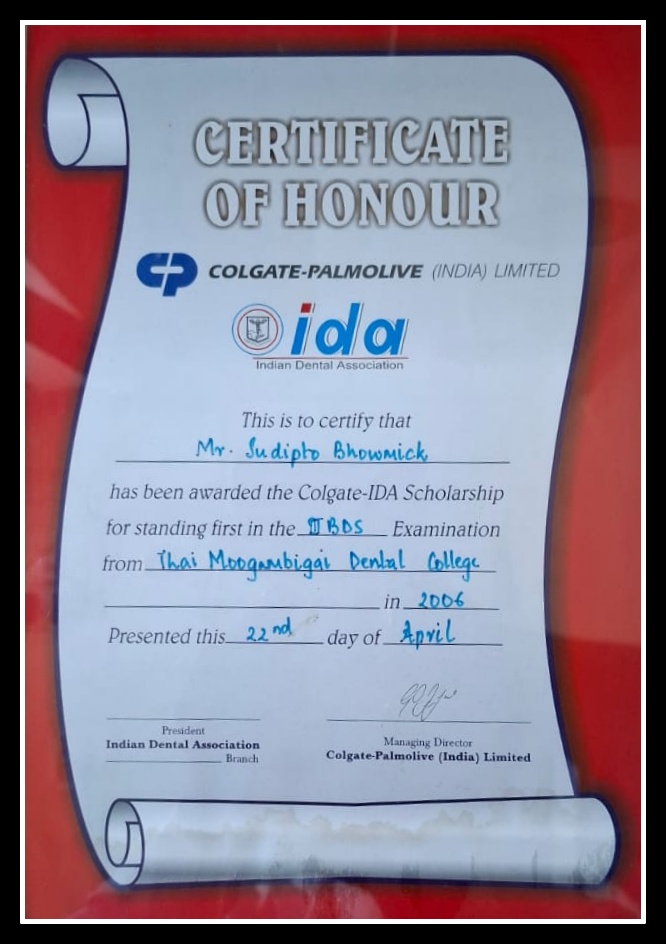 CERTIFICATE
OF HONOUR
CP COLGATE-PALMOLIVE (INDIA) LIMITED
ida
Indian Dental Association
This is to certify that
Mr. Sudipto Bhowmick
has been awarded the Colgate-IDA Scholarship
for standing first in the II BDS Examination
from Thai Moogambigai Dental College
in 2006
Presented this 22nd day of April
President
Indian Dental Association
Branch
Managing Director
Colgate-Palmolive (India) Limited